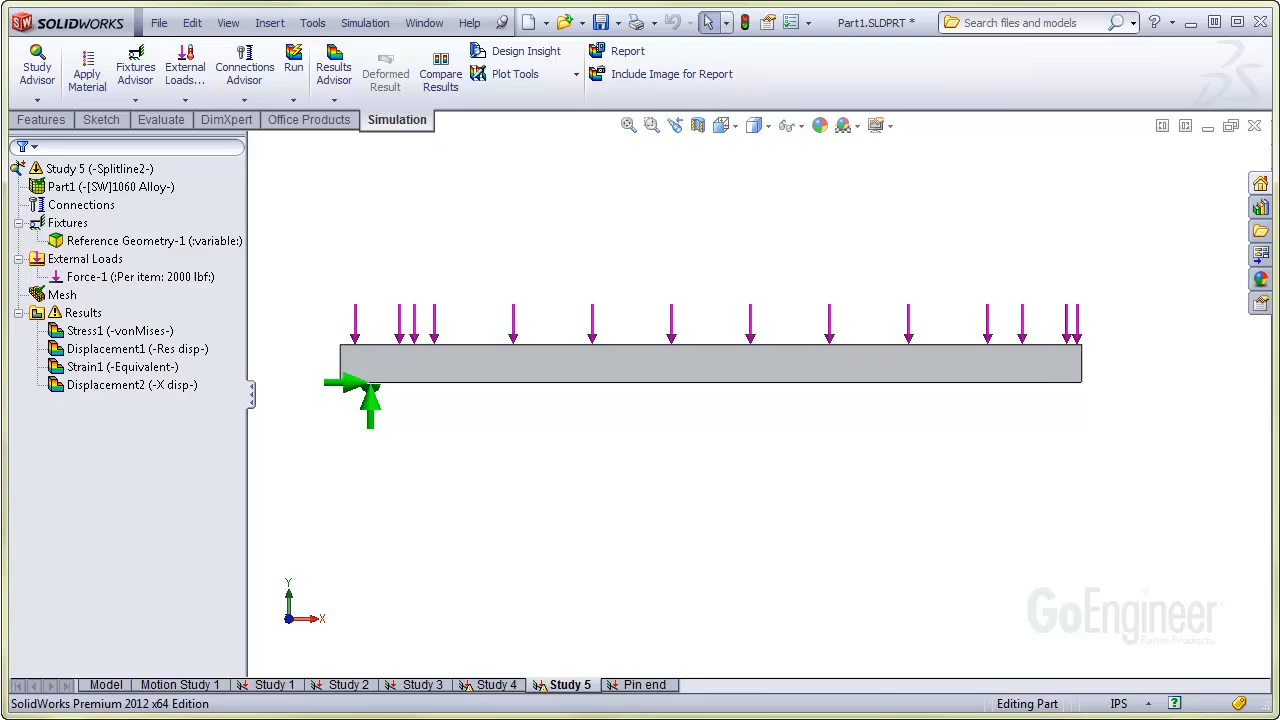 SOLIDWORKS File Edit View Insert Tools Simulation Window Help Part1.SLDPRT * Search files and models
Study Advisor
Apply Material
Fixtures Advisor
External Loads...
Connections Advisor
Run
Results Advisor
Deformed Result
Compare Results
Design Insight
Plot Tools
Report
Include Image for Report
Features Sketch Evaluate DimXpert Office Products Simulation
Study 5 (-Splitline2-)
Part1 (-[SW]1060 Alloy-)
Connections
Fixtures
Reference Geometry-1 (:variable:)
External Loads
Force-1 (:Per item: 2000 lbf:)
Mesh
Results
Stress1 (-vonMises-)
Displacement1 (-Res disp-)
Strain1 (-Equivalent-)
Displacement2 (-X disp-)
Y
X
GoEngineer
Model Motion Study 1 Study 1 Study 2 Study 3 Study 4 Study 5 Pin end
SolidWorks Premium 2012 x64 Edition Editing Part IPS